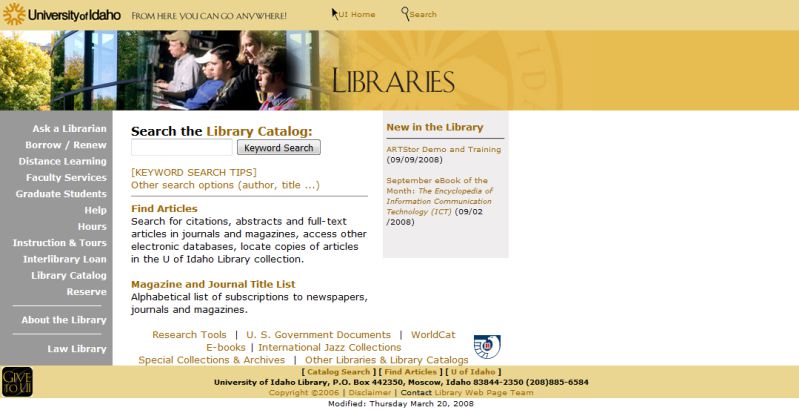 University of Idaho FROM HERE YOU CAN GO ANYWHERE! UI Home Search
LIBRARIES
Ask a Librarian
Borrow / Renew
Distance Learning
Faculty Services
Graduate Students
Help
Hours
Instruction & Tours
Interlibrary Loan
Library Catalog
Reserve
About the Library
Law Library
Search the Library Catalog:
Keyword Search
[KEYWORD SEARCH TIPS]
Other search options (author, title ...)
Find Articles
Search for citations, abstracts and full-text
articles in journals and magazines, access other
electronic databases, locate copies of articles
in the U of Idaho Library collection.
Magazine and Journal Title List
Alphabetical list of subscriptions to newspapers,
journals and magazines.
Research Tools | U. S. Government Documents | WorldCat
E-books | International Jazz Collections
Special Collections & Archives | Other Libraries & Library Catalogs
New in the Library
ARTStor Demo and Training
(09/09/2008)
September eBook of the
Month: The Encyclopedia of
Information Communication
Technology (ICT) (09/02
/2008)
GIVE
TO UI
[ Catalog Search ] [ Find Articles ] [ U of Idaho ]
University of Idaho Library, P.O. Box 442350, Moscow, Idaho 83844-2350 (208)885-6584
Copyright ©2006 | Disclaimer | Contact Library Web Page Team
Modified: Thursday March 20, 2008